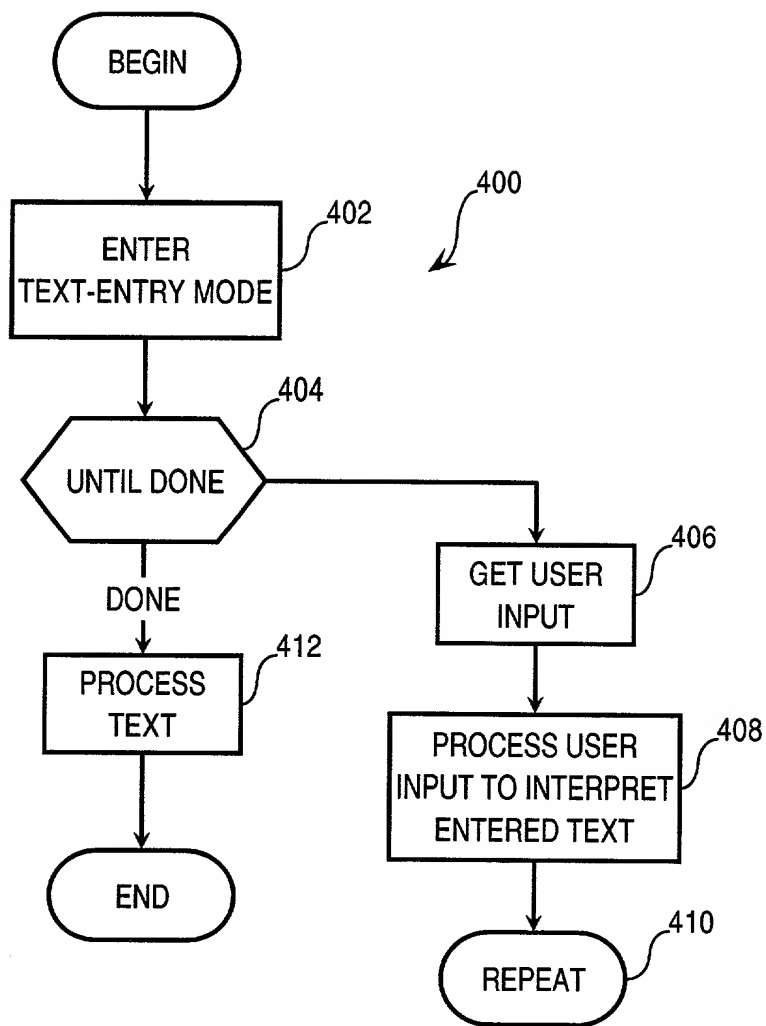 BEGIN
402
400
ENTER
TEXT-ENTRY MODE
404
UNTIL DONE
406
GET USER
INPUT
DONE
412
PROCESS
TEXT
408
PROCESS USER
INPUT TO INTERPRET
ENTERED TEXT
END
410
REPEAT